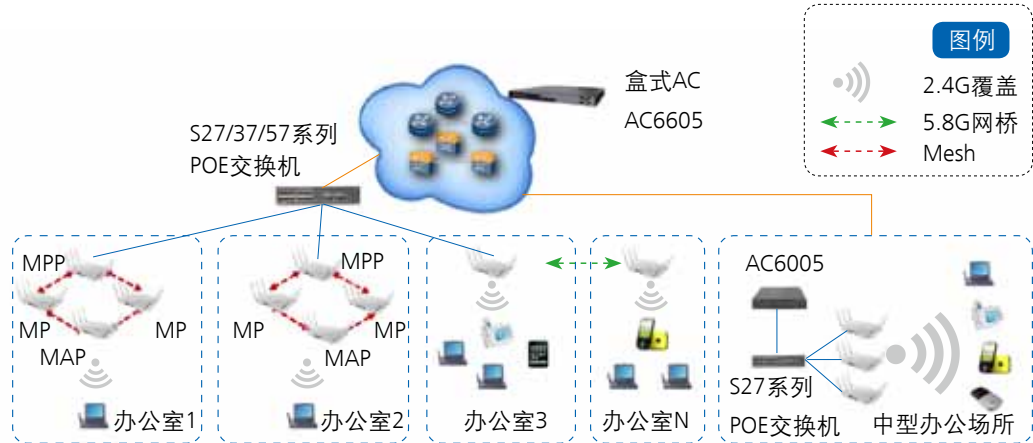 图例
2.4G覆盖
5.8G网桥
Mesh
盒式AC
AC6605
S27/37/57系列
POE交换机
MPP
MP
MP
MAP
办公室1
MPP
MP
MP
MAP
办公室2
办公室3
办公室N
AC6005
S27系列
POE交换机
中型办公场所